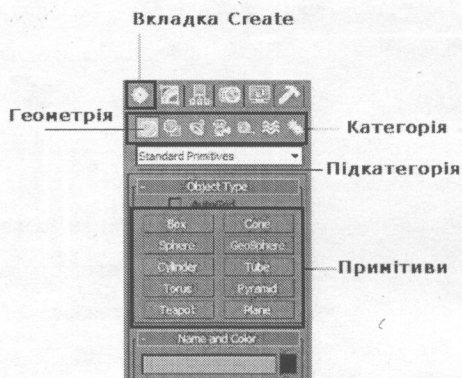 Вкладка Create
Геометрія
Категорія
Standard Primitives
Підкатегорія
Object Type
AutoGrid
Box Cone
Sphere GeoSphere
Cylinder Tube
Примітиви
Torus Pyramid
Teapot Plane
Name and Color